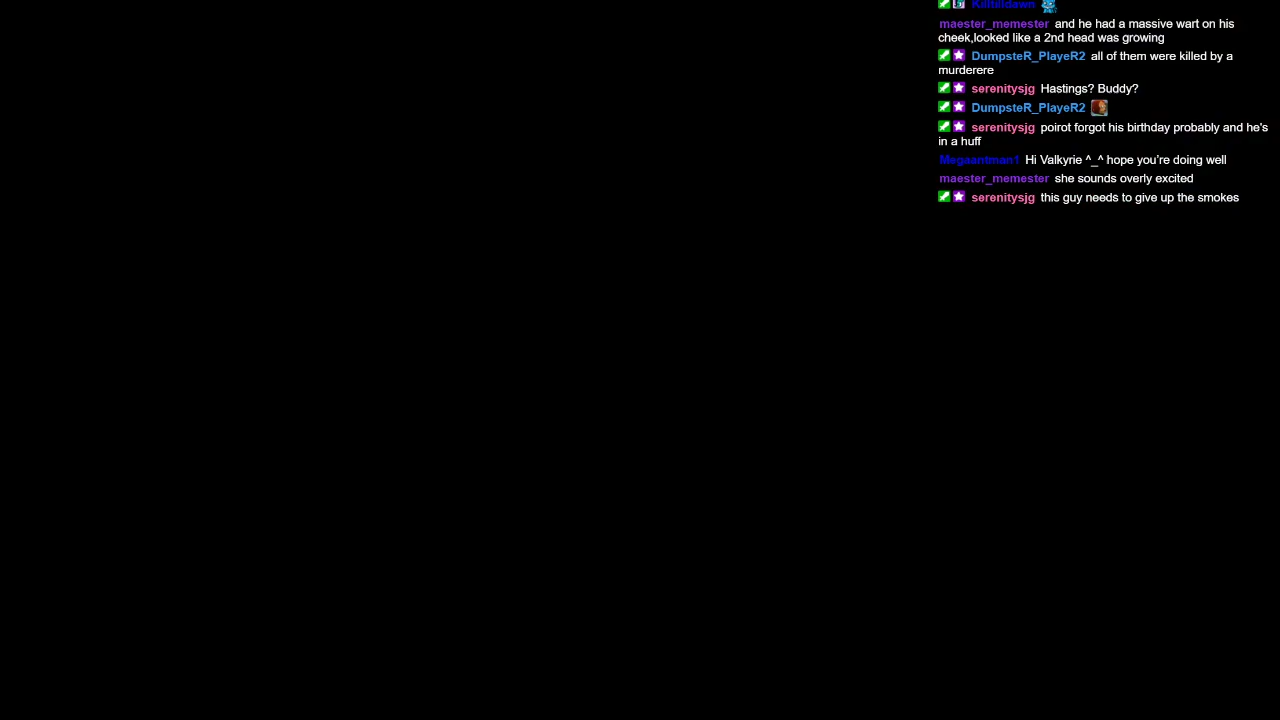 Killfilldawn
maester_memester and he had a massive wart on his
cheek,looked like a 2nd head was growing
DumpsteR_PlayeR2 all of them were killed by a
murderere
serenitysjg Hastings? Buddy?
DumpsteR_PlayeR2
serenitysjg poirot forgot his birthday probably and he's
in a huff
Megaantman1 Hi Valkyrie ^_^ hope you're doing well
maester_memester she sounds overly excited
serenitysjg this guy needs to give up the smokes